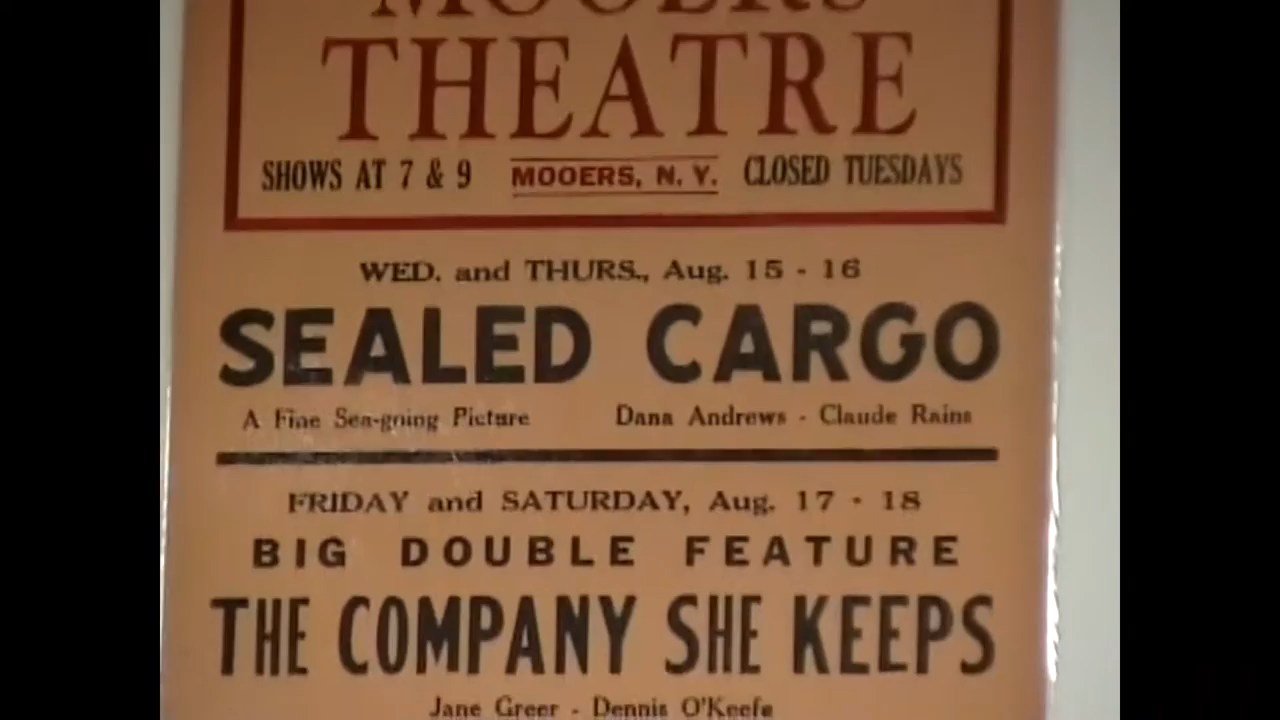 MOOERS
THEATRE
SHOWS AT 7 & 9 MOOERS, N. Y. CLOSED TUESDAYS
WED. and THURS., Aug. 15 - 16
SEALED CARGO
A Fine Sea-going Picture Dana Andrews - Claude Rains
FRIDAY and SATURDAY, Aug. 17 - 18
BIG DOUBLE FEATURE
THE COMPANY SHE KEEPS
Jane Greer - Dennis O'Keefe